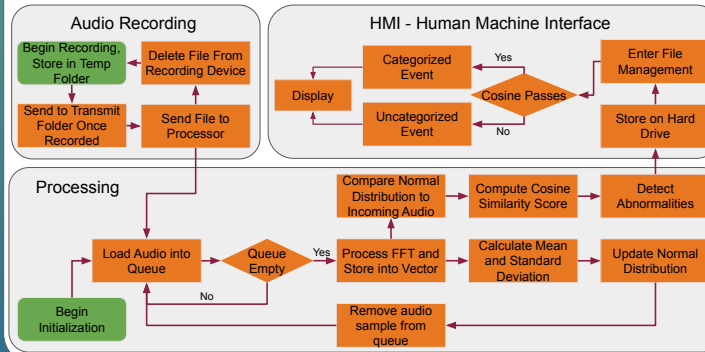 Audio Recording
Begin Recording,
Store in Temp
Folder
Delete File From
Recording Device
Send to Transmit
Folder Once
Recorded
Send File to
Processor
HMI - Human Machine Interface
Display
Categorized
Event
Uncategorized
Event
Yes
Cosine Passes
No
Enter File
Management
Store on Hard
Drive
Processing
Compare Normal
Distribution to
Incoming Audio
Compute Cosine
Similarity Score
Detect
Abnormalities
Load Audio into
Queue
Queue
Empty
Yes
No
Process FFT and
Store into Vector
Calculate Mean
and Standard
Deviation
Update Normal
Distribution
Begin
Initialization
Remove audio
sample from
queue